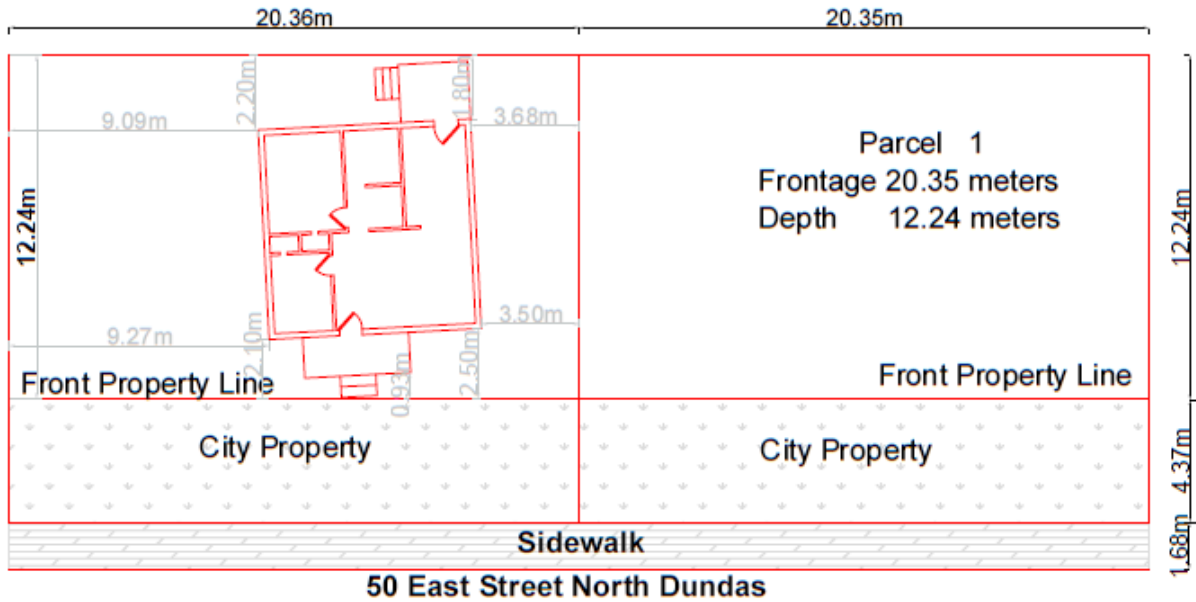 20.36m
20.35m
2.20m
1.80m
9.09m
3.68m
Parcel 1
Frontage 20.35 meters
Depth 12.24 meters
12.24m
12.24m
9.27m
2.10m
3.50m
0.93m
2.50m
Front Property Line
Front Property Line
City Property
City Property
4.37m
Sidewalk
1.68m
50 East Street North Dundas